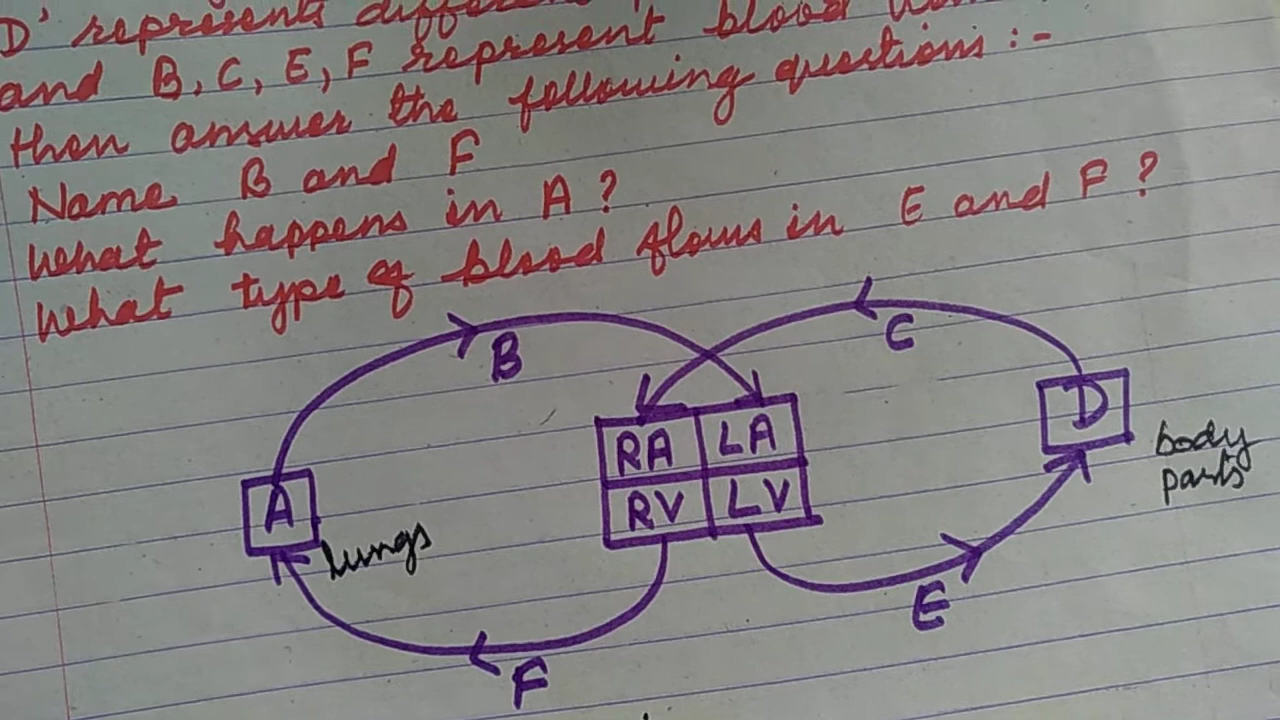 D' represents
and B, C, E, F represent blood
then answer the following questions:-
Name B and F
What happens in A?
What type of blood flows in E and F?
B
C
RA LA
D
body
parts
RV LV
A
lungs
E
F